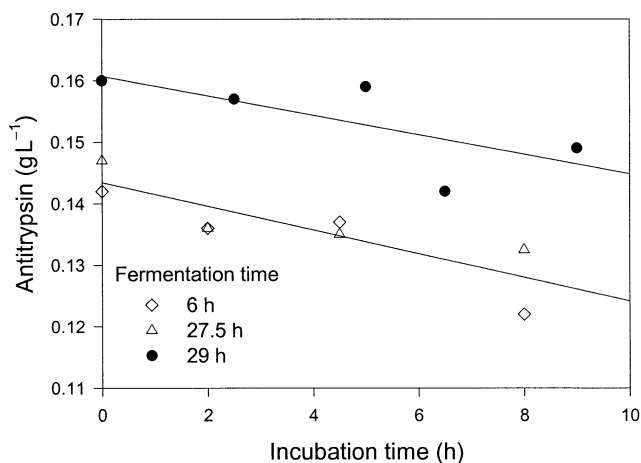 0.17
0.16
0.15
0.14
0.13
0.12
0.11
Antitrypsin (g L⁻¹)
Fermentation time
6 h
27.5 h
29 h
0 2 4 6 8 10
Incubation time (h)